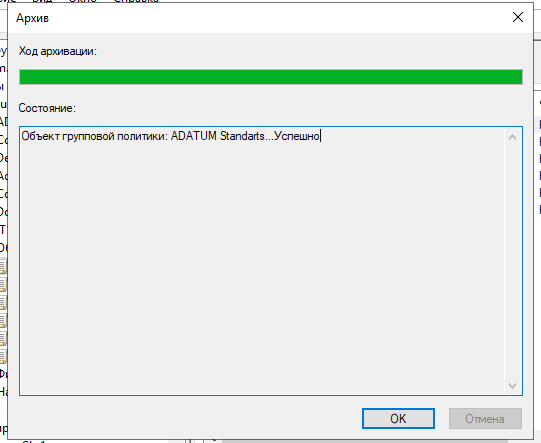 Архив
Ход архивации:
Состояние:
Объект групповой политики: ADATUM Standarts...Успешно
OK
Отмена